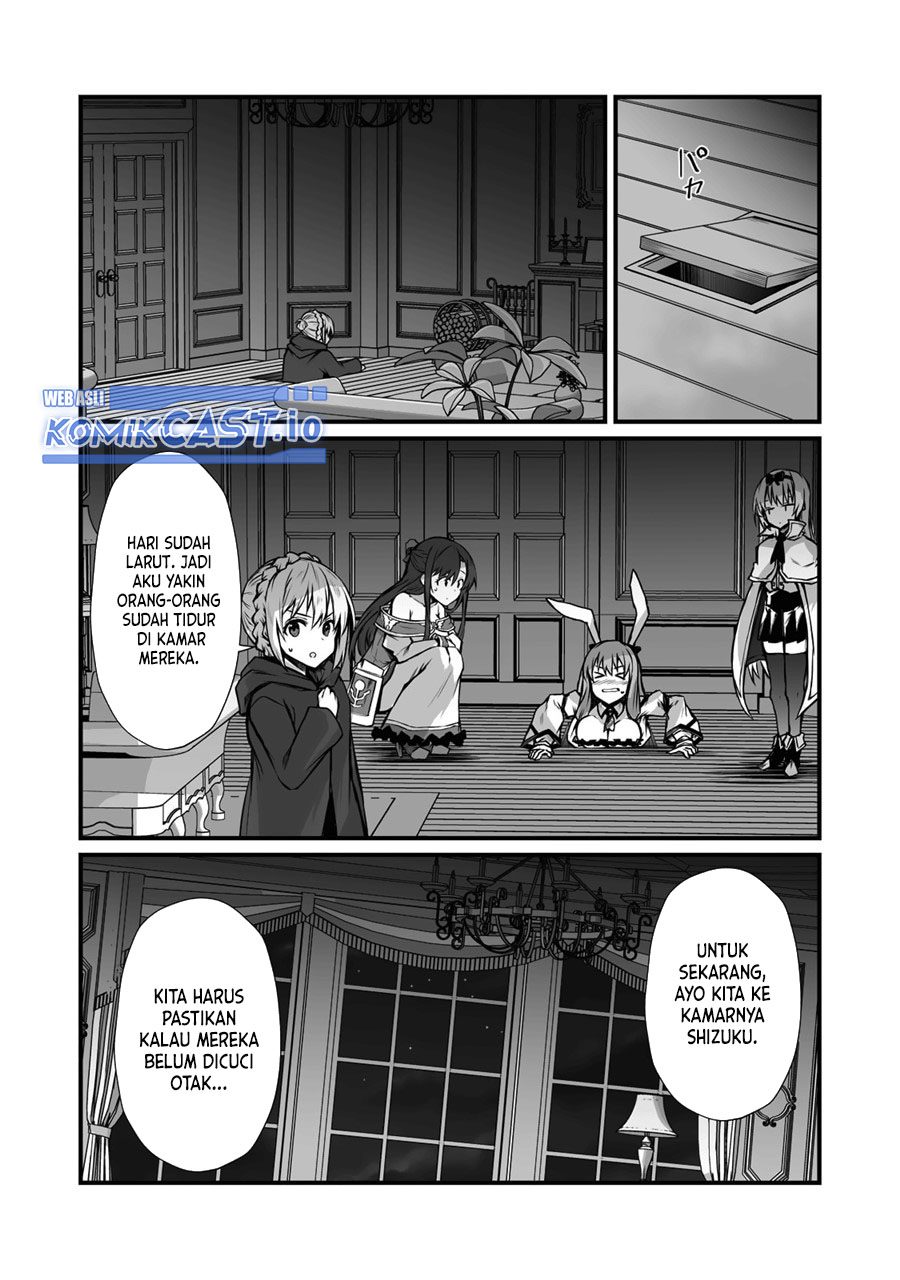 パカ
WEB ASLI
KOMIKCAST.iO
HARI SUDAH
LARUT. JADI
AKU YAKIN
ORANG-ORANG
SUDAH TIDUR
DI KAMAR
MEREKA.
UNTUK
SEKARANG,
AYO KITA KE
KAMARNYA
SHIZUKU.
KITA HARUS
PASTIKAN
KALAU MEREKA
BELUM DICUCI
OTAK...